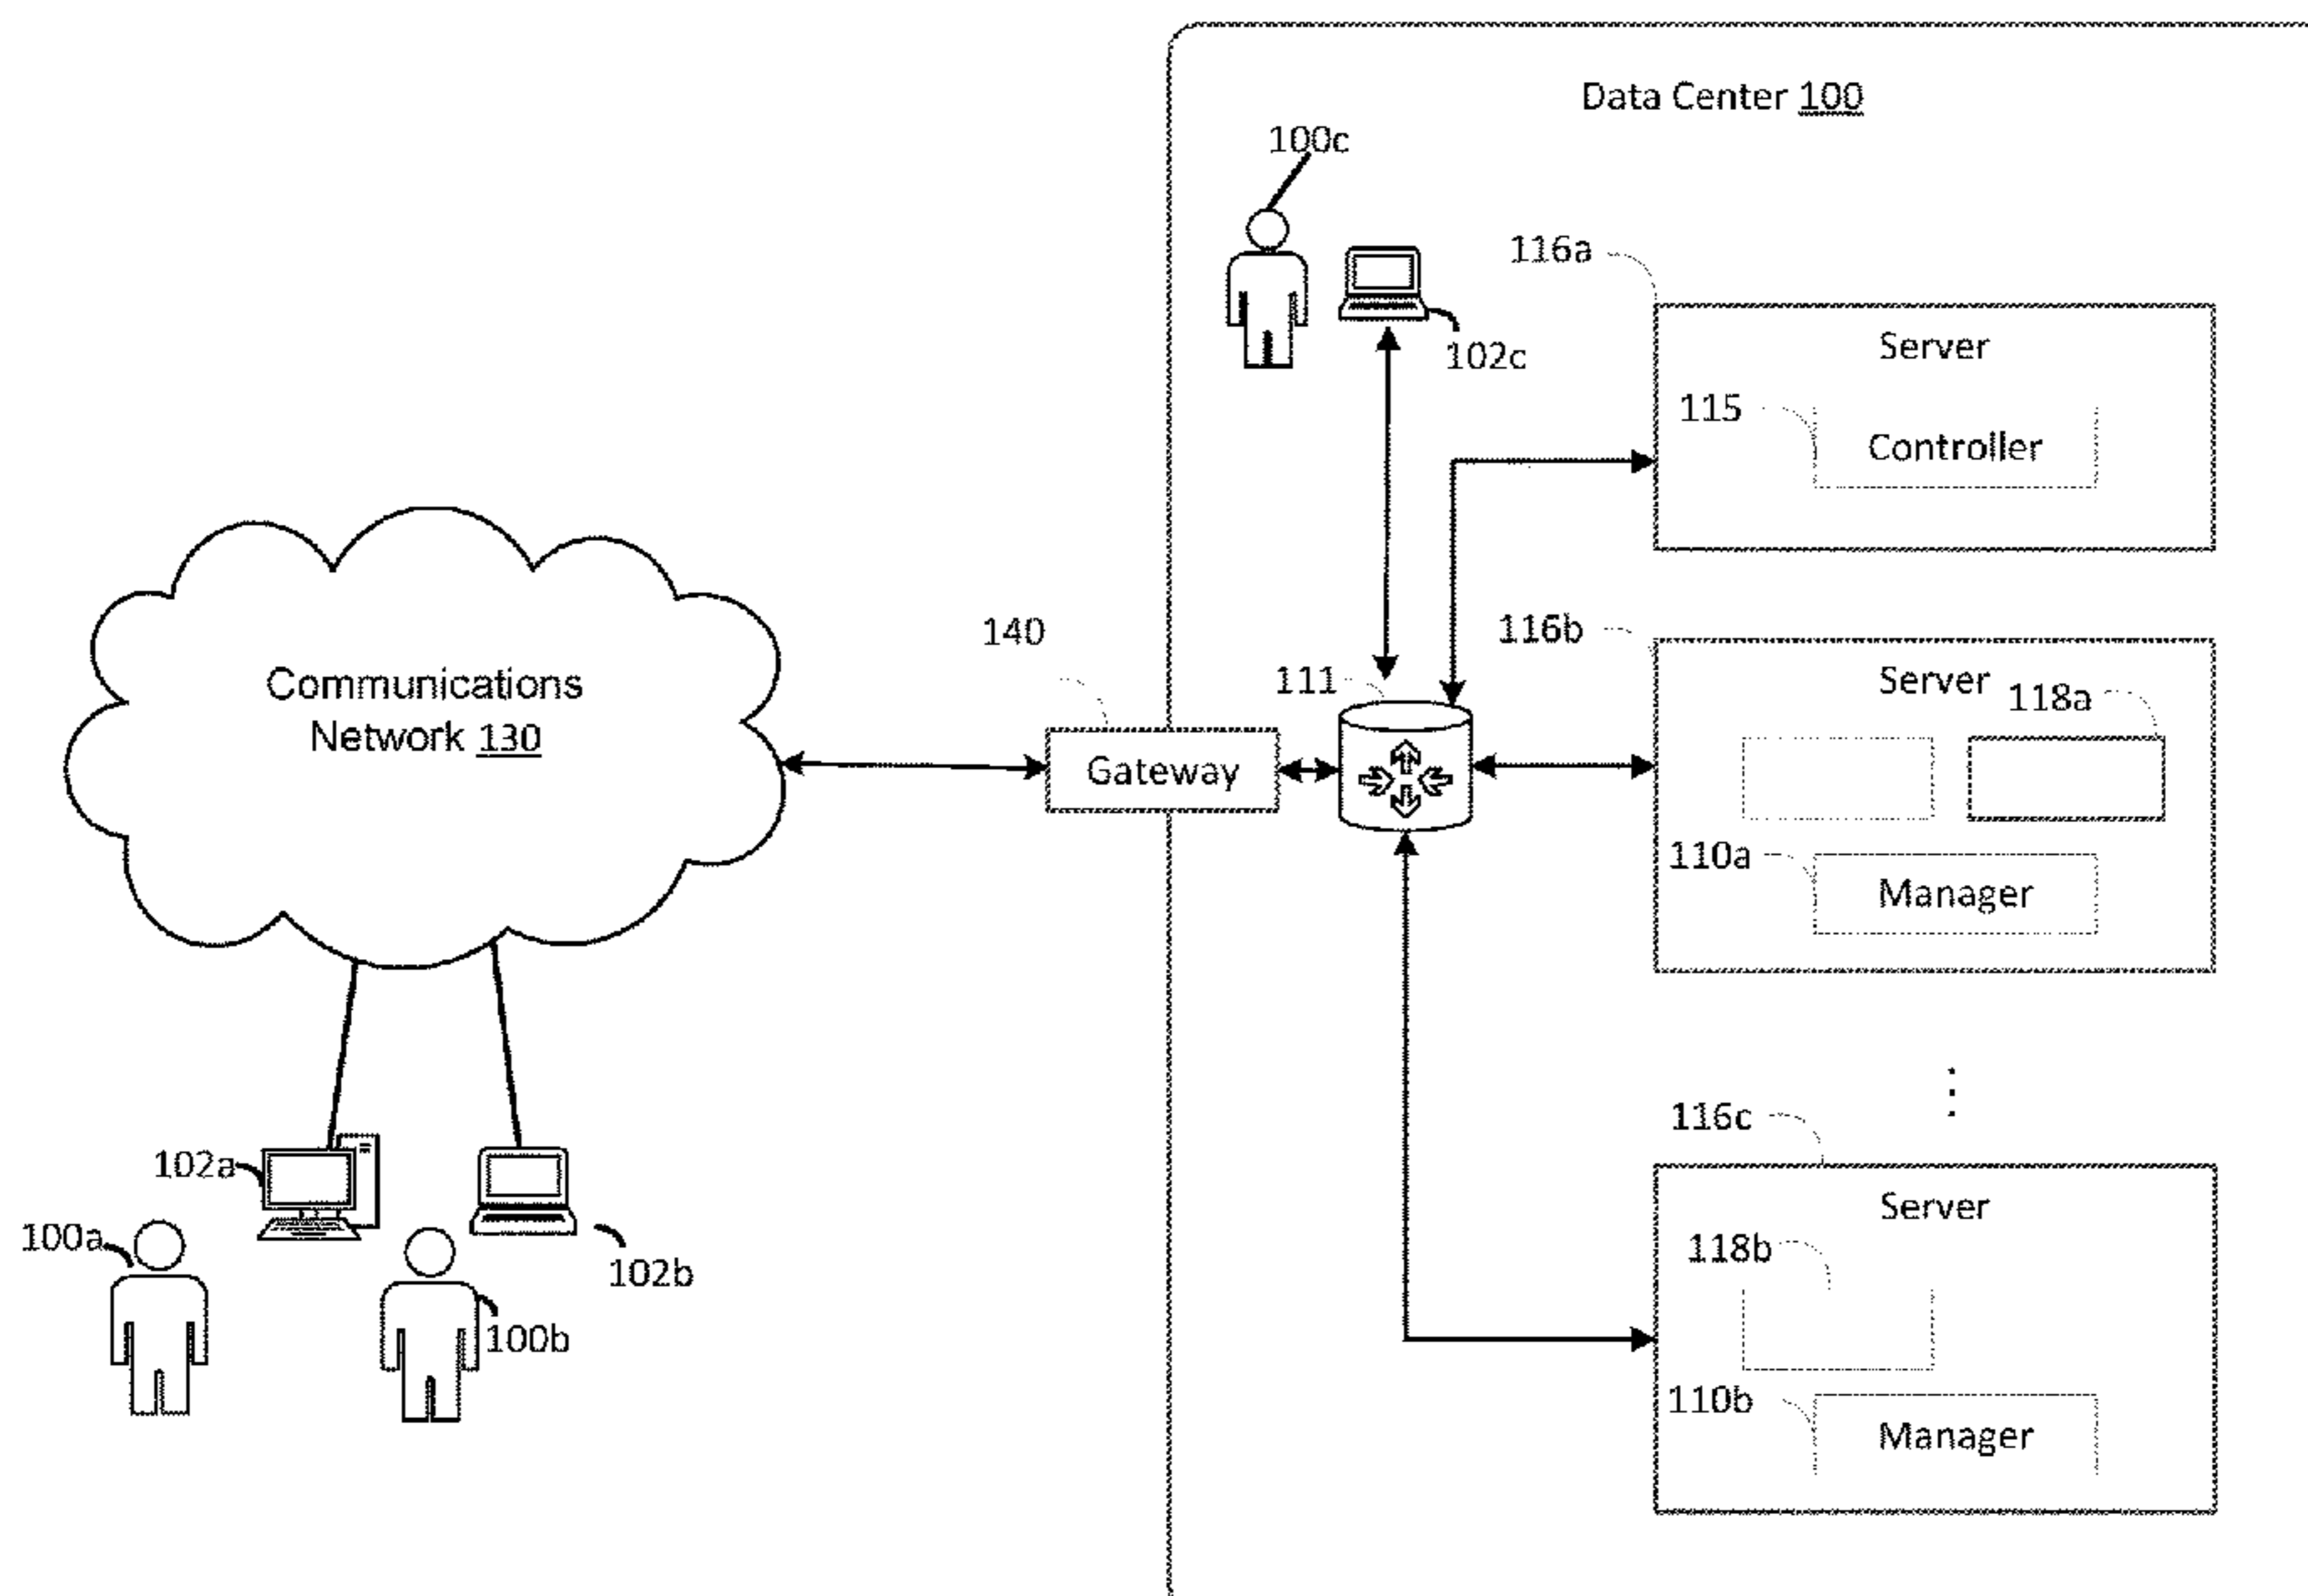 Data Center 100
100c
116a
Server
102c
115
Controller
140
116b
Communications
Network 130
111
Server
118a
Gateway
110a
Manager
116c
102a
Server
100a
118b
102b
100b
110b
Manager